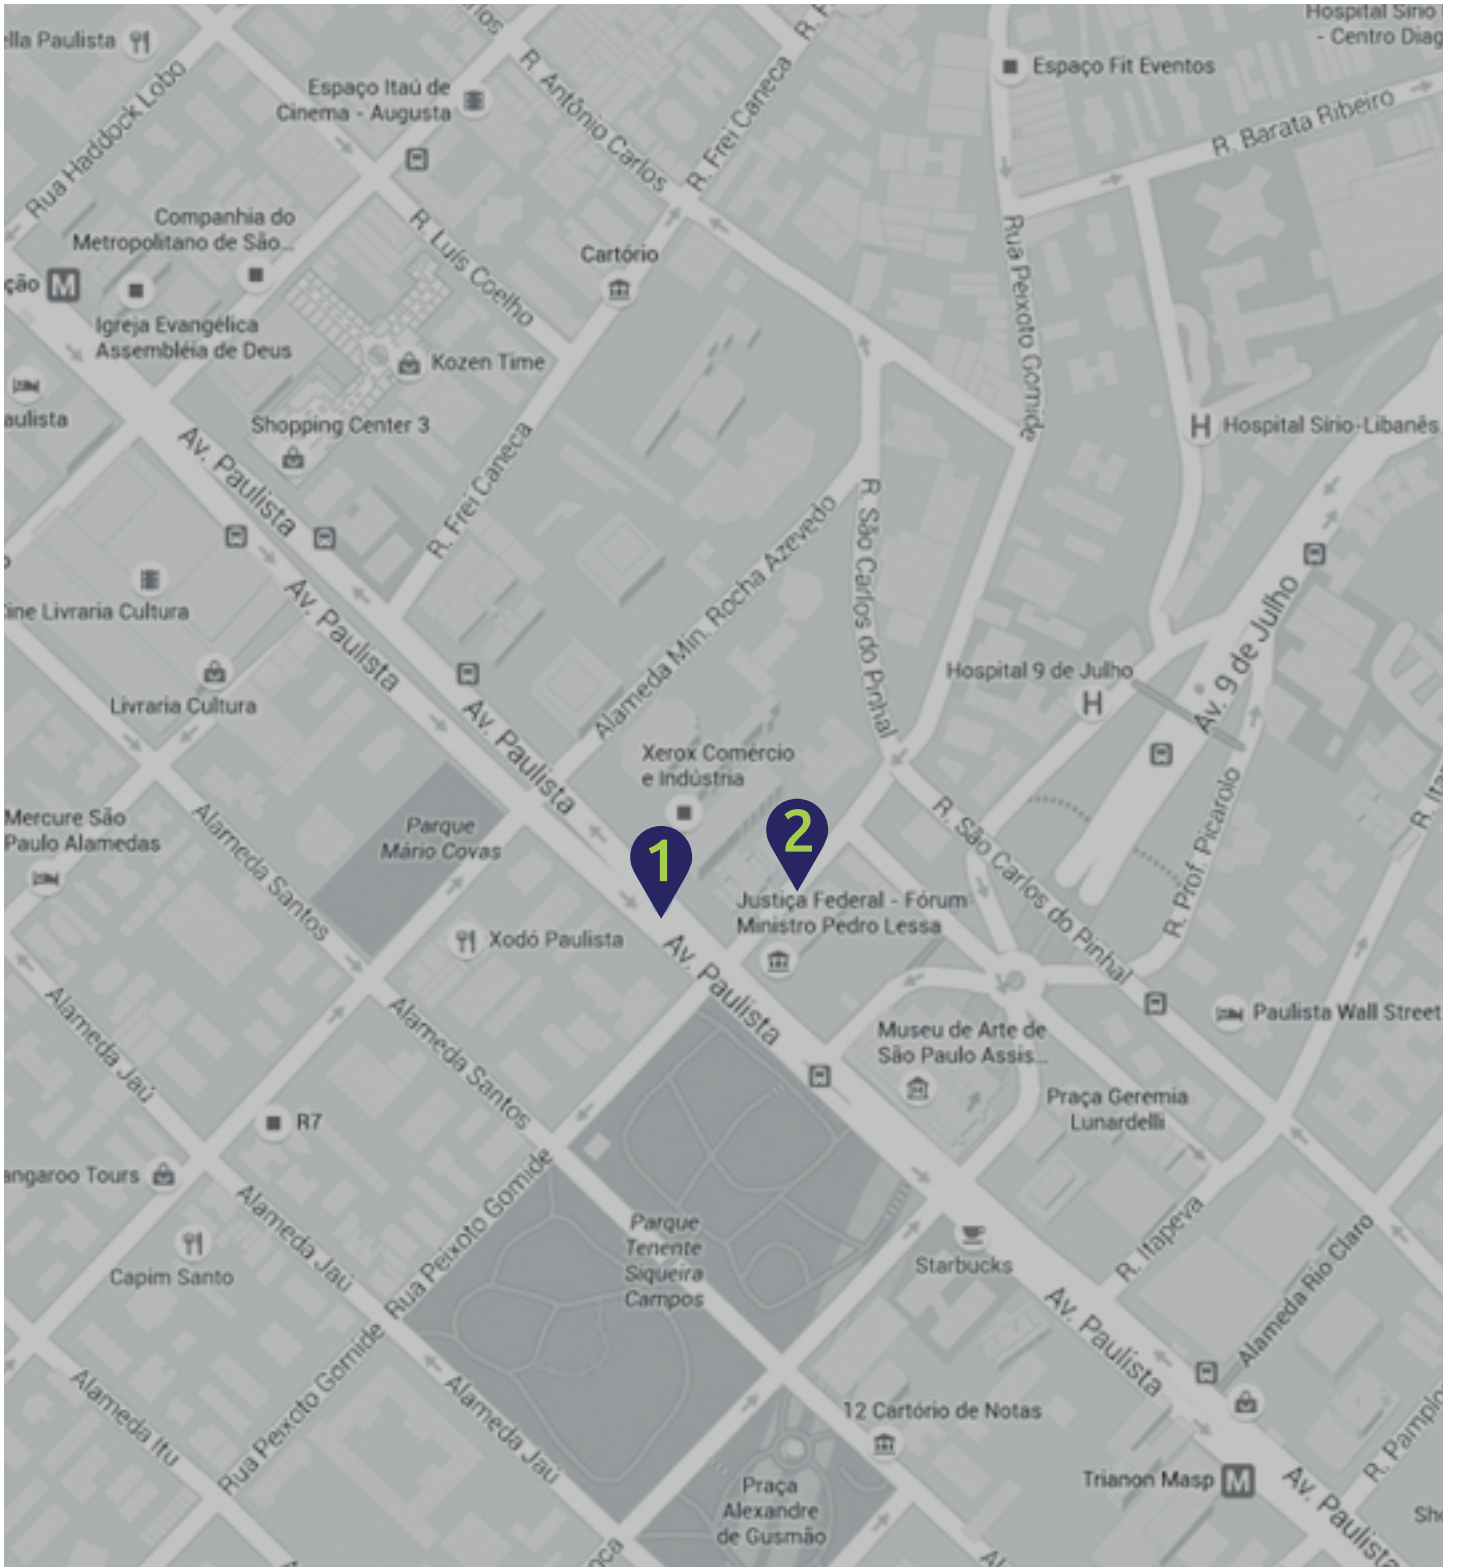 ella Paulista
Hospital Sírio
- Centro Diag
Espaço Fit Eventos
Espaço Itaú de
Cinema - Augusta
R. Antônio Carlos
R. Frei Caneca
R. Barata Ribeiro
Rua Haddock Lobo
Companhia do
Metropolitano de São...
R. Luís Coelho
Cartório
Rua Peixoto Gomide
ção M
Igreja Evangélica
Assembléia de Deus
Kozen Time
aulista
Shopping Center 3
H Hospital Sírio-Libanês
Av. Paulista
R. Frei Caneca
R. São Carlos do Pinhal
Alameda Min. Rocha Azevedo
Cine Livraria Cultura
Av. Paulista
Av. 9 de Julho
Hospital 9 de Julho
H
Livraria Cultura
Av. Paulista
Xerox Comércio
e Indústria
Mercure São
Paulo Alamedas
Parque
Mário Covas
1
2
R. São Carlos do Pinhal
R. Prof. Picarolo
R. Ita
Alameda Santos
Justiça Federal - Fórum
Ministro Pedro Lessa
Xodó Paulista
Av. Paulista
Alameda Jaú
Alameda Santos
Museu de Arte de
São Paulo Assis...
Paulista Wall Street
Praça Geremia
Lunardelli
R7
angaroo Tours
Alameda Jaú
Rua Peixoto Gomide
Parque
Tenente
Siqueira
Campos
Capim Santo
Starbucks
R. Itapeva
Alameda Rio Claro
Av. Paulista
Alameda Itu
Rua Peixoto Gomide
Alameda Jaú
12 Cartório de Notas
R. Pamplo
Trianon Masp M
Av. Paulista
Praça
Alexandre
de Gusmão
Sh
oca
Al